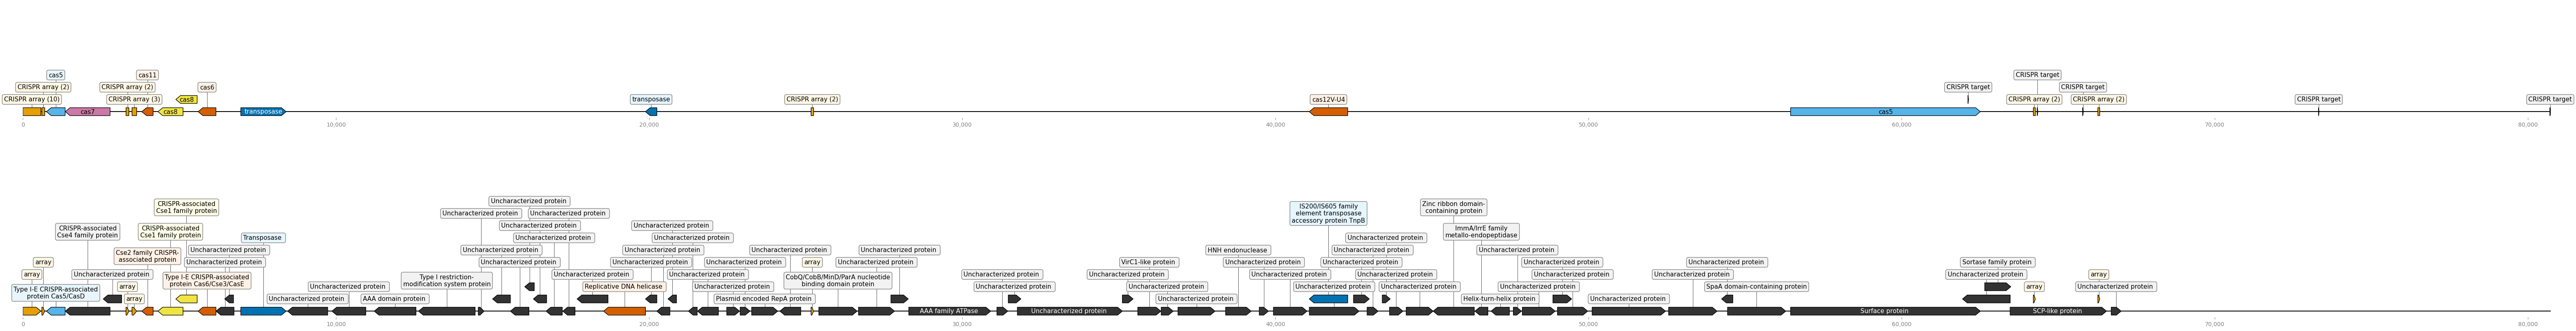 cas5
cas11
CRISPR target
CRISPR array (2)
CRISPR array (2)
cas6
CRISPR target
CRISPR target
CRISPR array (10)
CRISPR array (3)
cas8
transposase
CRISPR array (2)
cas12V-U4
CRISPR array (2)
CRISPR array (2)
CRISPR target
CRISPR target
cas7
cas8
transposase
cas5
0
10,000
20,000
30,000
40,000
50,000
60,000
70,000
80,000
Uncharacterized protein
CRISPR-associated
Cse1 family protein
Uncharacterized protein
Uncharacterized protein
IS200/IS605 family
element transposase
accessory protein TnpB
Zinc ribbon domain-
containing protein
Uncharacterized protein
Uncharacterized protein
CRISPR-associated
Cse4 family protein
CRISPR-associated
Cse1 family protein
Transposase
Uncharacterized protein
Uncharacterized protein
Uncharacterized protein
ImmA/IrrE family
metallo-endopeptidase
Cse2 family CRISPR-
associated protein
Uncharacterized protein
Uncharacterized protein
Uncharacterized protein
Uncharacterized protein
Uncharacterized protein
HNH endonuclease
Uncharacterized protein
Uncharacterized protein
array
Uncharacterized protein
Uncharacterized protein
Uncharacterized protein
Uncharacterized protein
array
Uncharacterized protein
VirC1-like protein
Uncharacterized protein
Uncharacterized protein
Uncharacterized protein
Uncharacterized protein
Sortase family protein
array
Uncharacterized protein
Type I-E CRISPR-associated
protein Cas6/Cse3/CasE
Type I restriction-
modification system protein
Uncharacterized protein
Uncharacterized protein
CobQ/CobB/MinD/ParA nucleotide
binding domain protein
Uncharacterized protein
Uncharacterized protein
Uncharacterized protein
Uncharacterized protein
Uncharacterized protein
Uncharacterized protein
Uncharacterized protein
array
Type I-E CRISPR-associated
protein Cas5/CasD
array
Uncharacterized protein
Replicative DNA helicase
Uncharacterized protein
Uncharacterized protein
Uncharacterized protein
Uncharacterized protein
Uncharacterized protein
Uncharacterized protein
SpaA domain-containing protein
array
Uncharacterized protein
array
Uncharacterized protein
AAA domain protein
Plasmid encoded RepA protein
Uncharacterized protein
Helix-turn-helix protein
Uncharacterized protein
AAA family ATPase
Uncharacterized protein
Surface protein
SCP-like protein
0
10,000
20,000
30,000
40,000
50,000
60,000
70,000
80,000